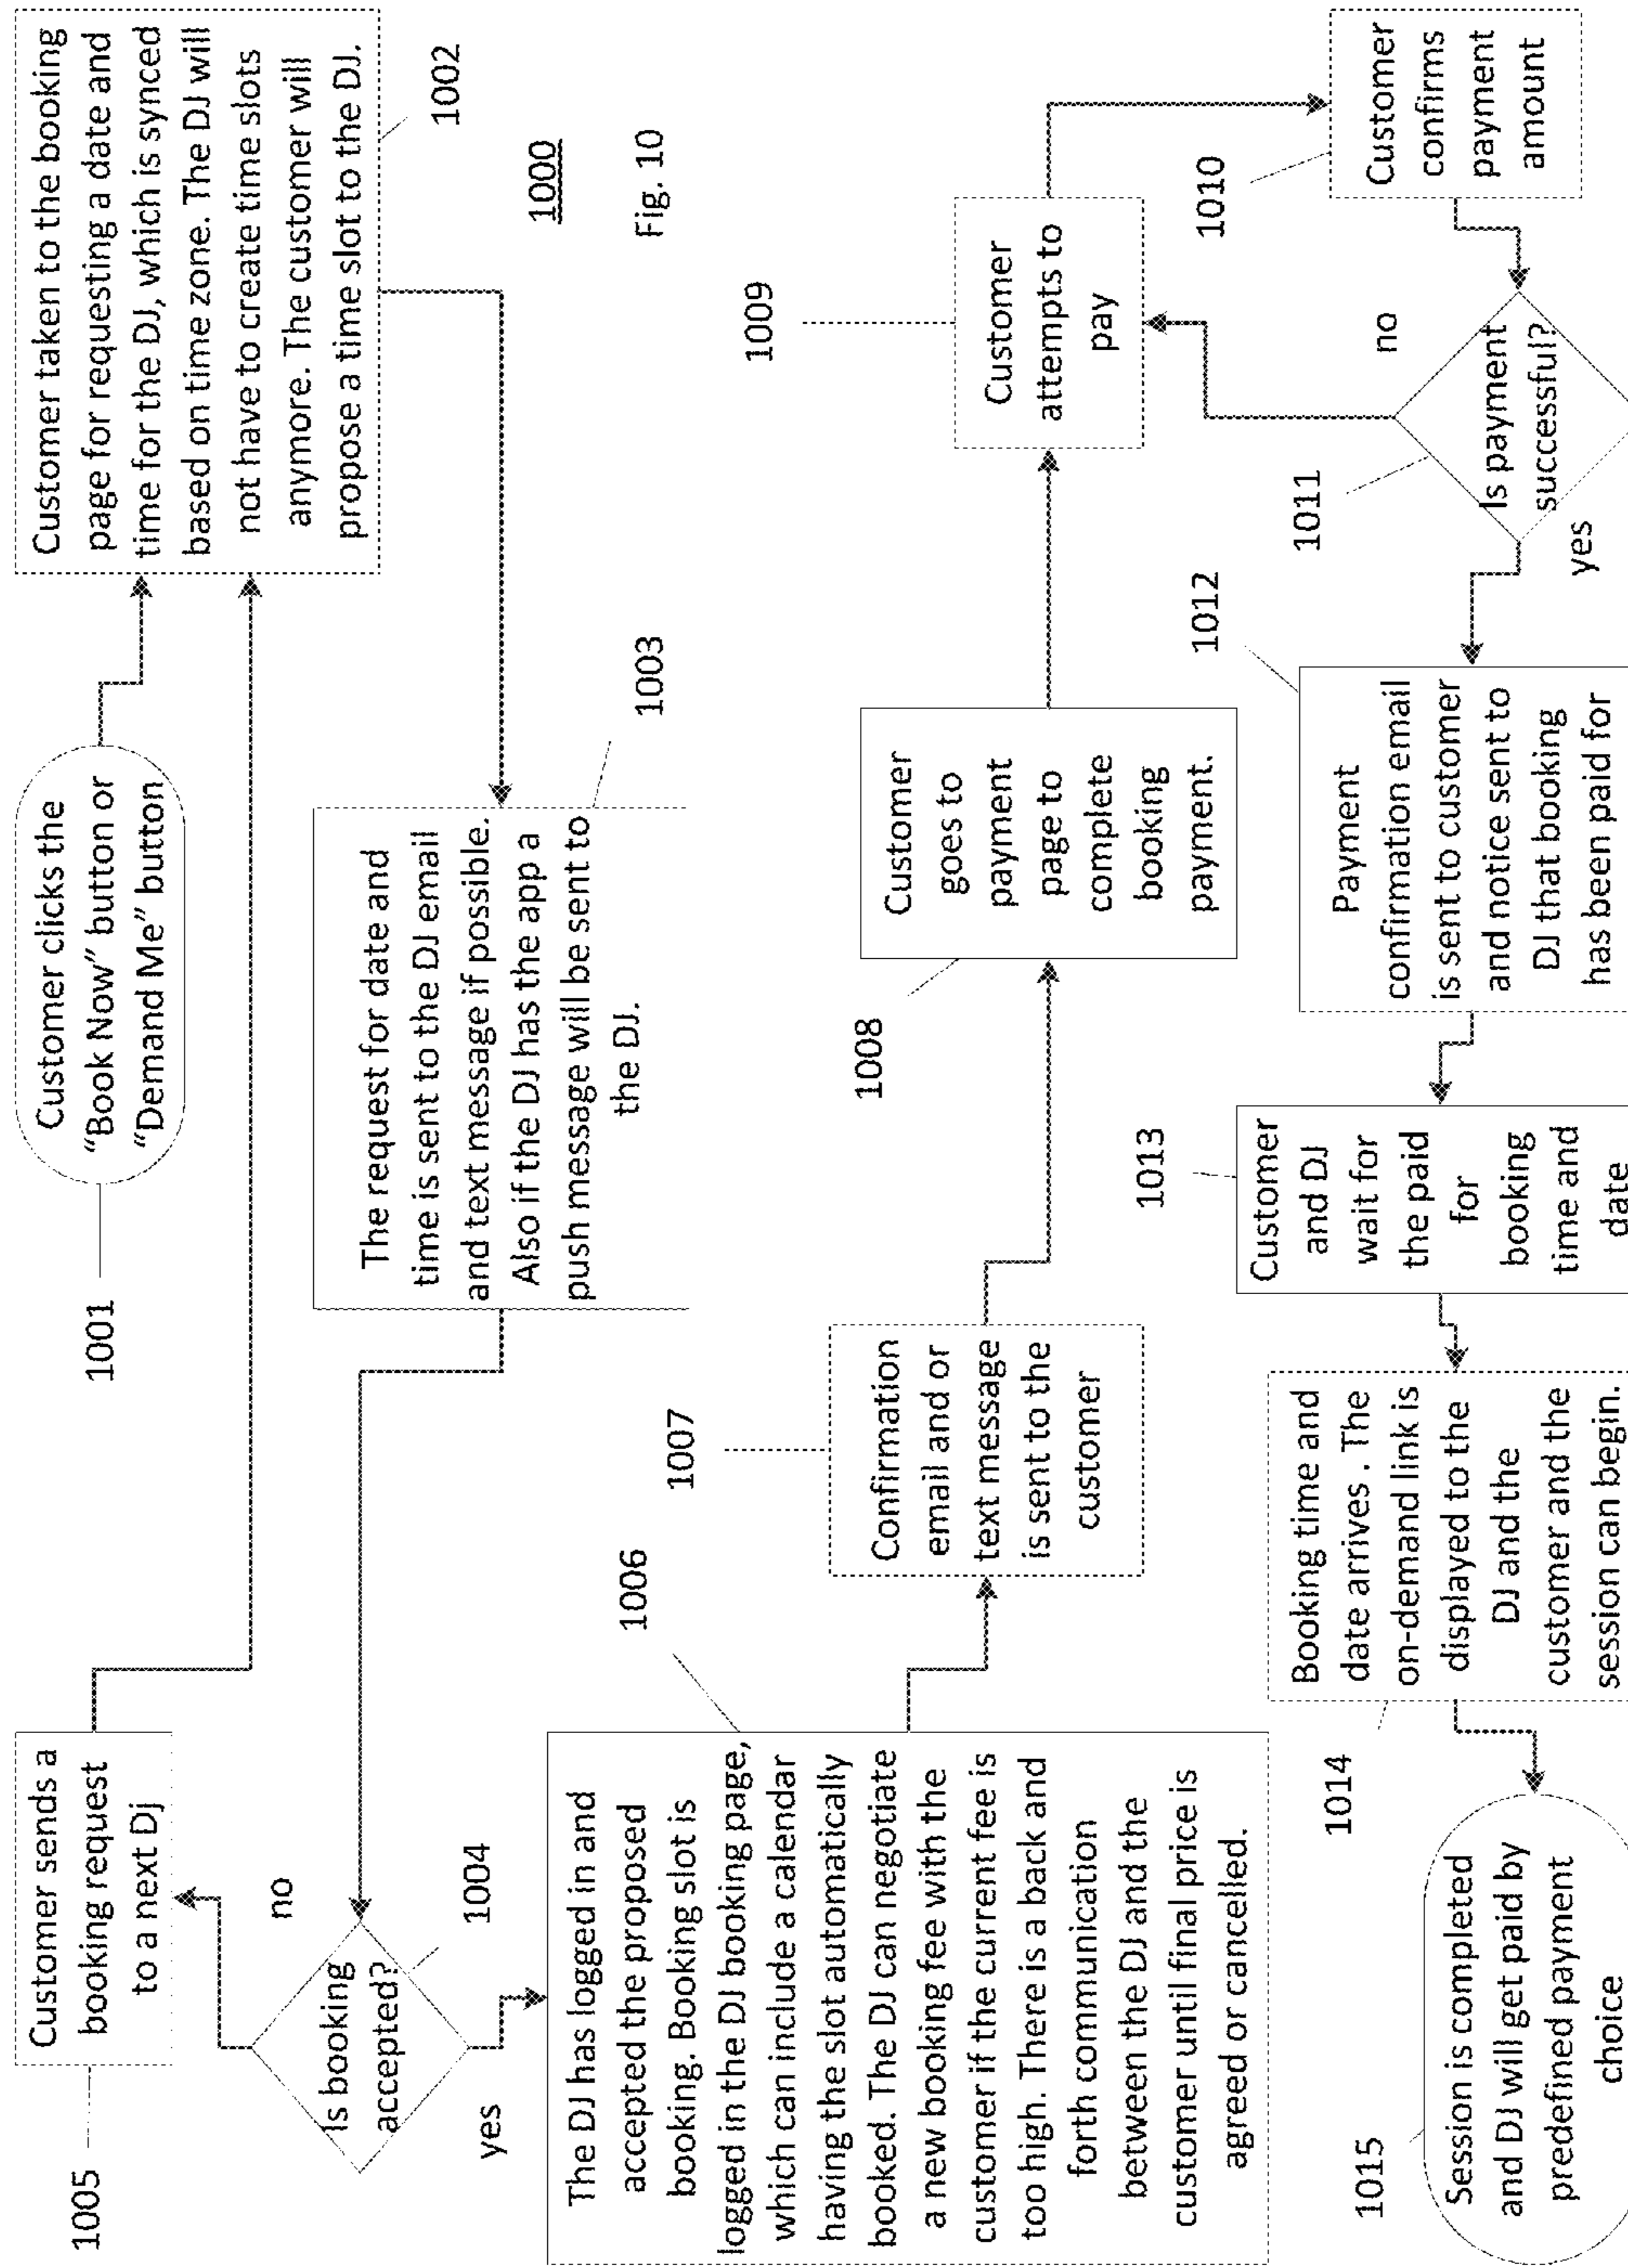 1001
Customer clicks the
“Book Now” button or
“Demand Me” button
Customer taken to the booking
page for requesting a date and
time for the DJ, which is synced
based on time zone. The DJ will
not have to create time slots
anymore. The customer will
propose a time slot to the DJ.
1002
1003
The request for date and
time is sent to the DJ email
and text message if possible.
Also if the DJ has the app a
push message will be sent to
the DJ.
1000
Fig. 10
Is booking
accepted?
1004
no
yes
1005
Customer sends a
booking request
to a next Dj
1006
The DJ has logged in and
accepted the proposed
booking. Booking slot is
logged in the DJ booking page,
which can include a calendar
having the slot automatically
booked. The DJ can negotiate
a new booking fee with the
customer if the current fee is
too high. There is a back and
forth communication
between the DJ and the
customer until final price is
agreed or cancelled.
1007
Confirmation
email and or
text message
is sent to the
customer
1008
Customer
goes to
payment
page to
complete
booking
payment.
1009
Customer
attempts to
pay
1010
Customer
confirms
payment
amount
1011
Is payment
successful?
no
yes
1012
Payment
confirmation email
is sent to customer
and notice sent to
DJ that booking
has been paid for
1013
Customer
and DJ
wait for
the paid
for
booking
time and
date
1014
Booking time and
date arrives . The
on-demand link is
displayed to the
DJ and the
customer and the
session can begin.
1015
Session is completed
and DJ will get paid by
predefined payment
choice